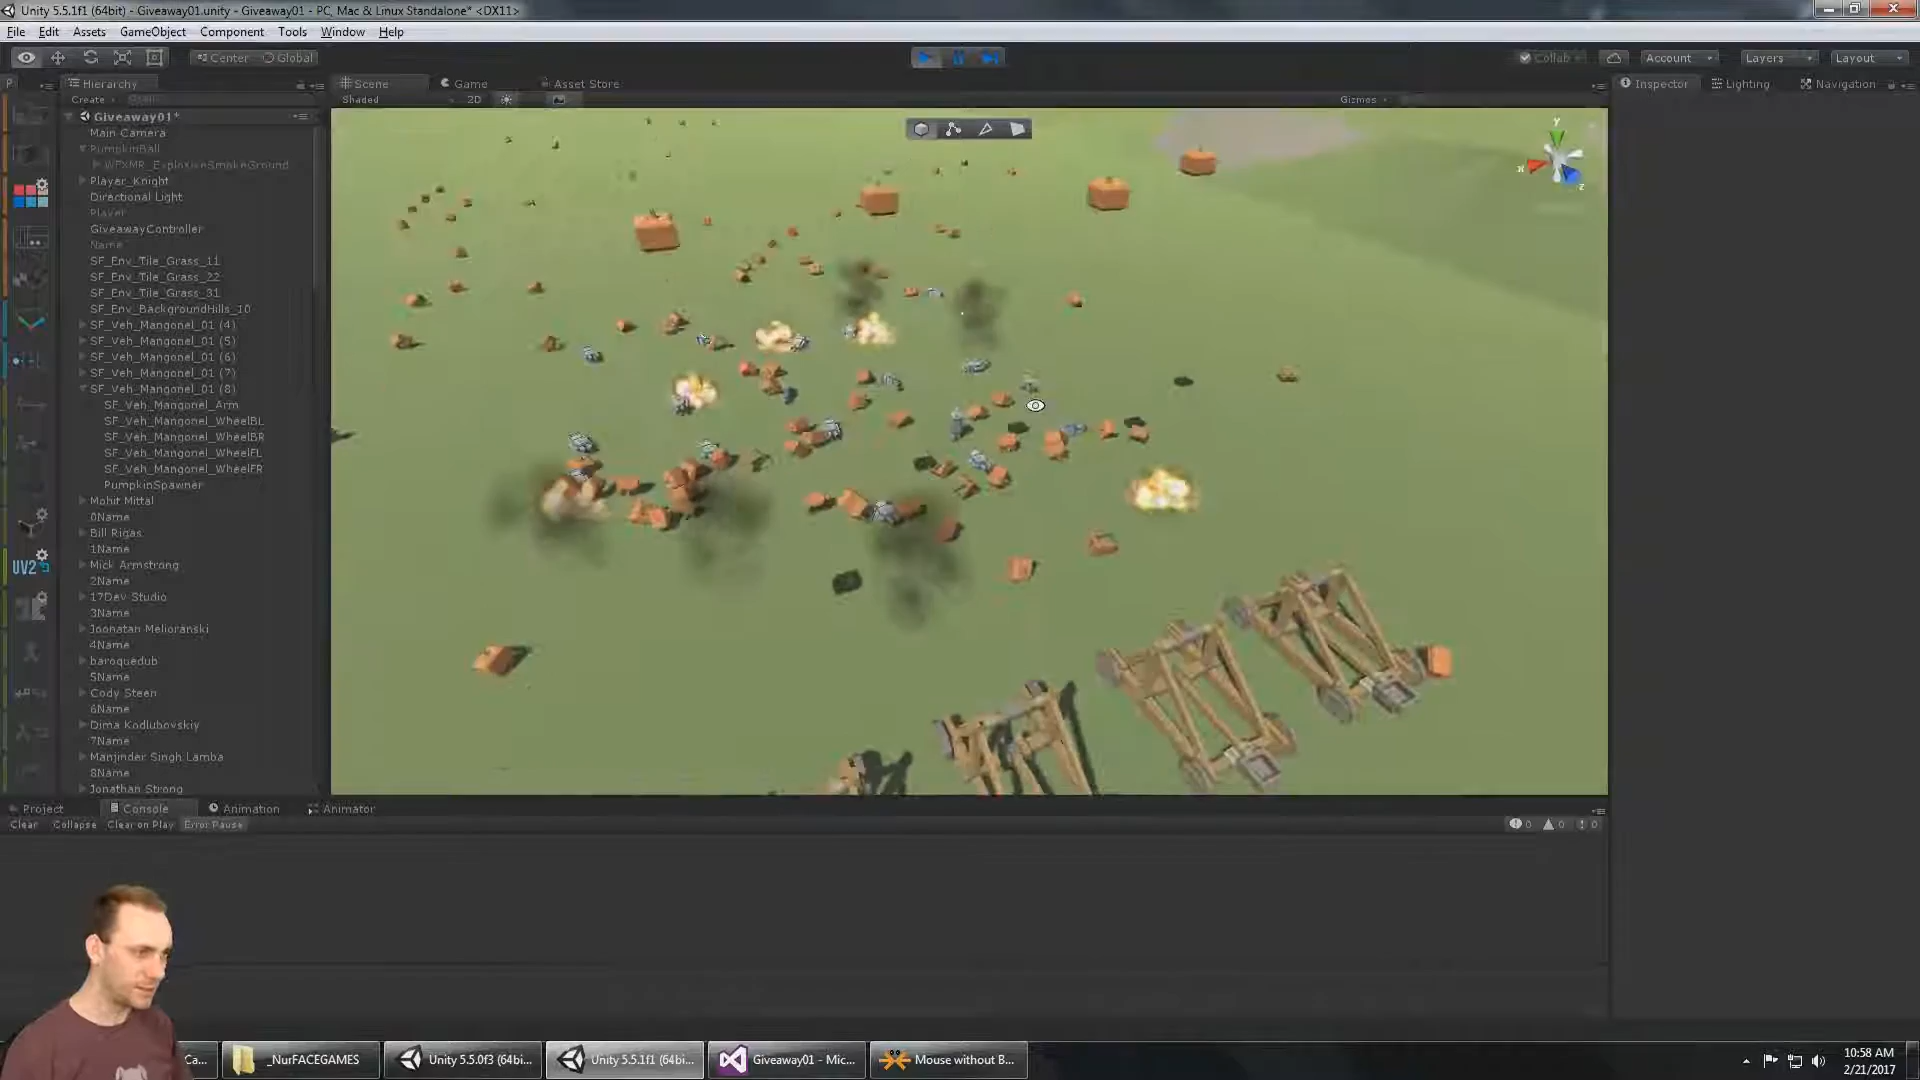 Unity 5.5.1f1 (64bit) - Giveaway01.unity - Giveaway01 - PC, Mac & Linux Standalone* <DX11>
File Edit Assets GameObject Component Tools Window Help
Center Global Collab Account Layers Layout
P Hierarchy Scene Game Asset Store Inspector Lighting Navigation
Create Shaded 2D Gizmos
Giveaway01*
Main Camera
PumpkinBall
WFXMR_ExplosiveSmokeGround
Player_Knight
Directional Light
Player
GiveawayController
Name
SF_Env_Tile_Grass_11
SF_Env_Tile_Grass_22
SF_Env_Tile_Grass_31
SF_Env_BackgroundHills_10
SF_Veh_Mangonel_01 (4)
SF_Veh_Mangonel_01 (5)
SF_Veh_Mangonel_01 (6)
SF_Veh_Mangonel_01 (7)
SF_Veh_Mangonel_01 (8)
SF_Veh_Mangonel_Arm
SF_Veh_Mangonel_WheelBL
SF_Veh_Mangonel_WheelBR
SF_Veh_Mangonel_WheelFL
SF_Veh_Mangonel_WheelFR
PumpkinSpawner
Mohit Mittal
0Name
Bill Rigas
1Name
Mick Armstrong
2Name
17Dev Studio
3Name
Joonatan Melioranski
4Name
baroquedub
5Name
Cody Steen
6Name
Dima Kodlubovskiy
7Name
Manjinder Singh Lamba
8Name
Jonathan Strong
UV2
y
x
z
Project Console Animation Animator
Clear Collapse Clear on Play Error Pause 0 0 0
Ca... _NurFACEGAMES Unity 5.5.0f3 (64bi... Unity 5.5.1f1 (64bi... Giveaway01 - Mic... Mouse without B...
10:58 AM
2/21/2017